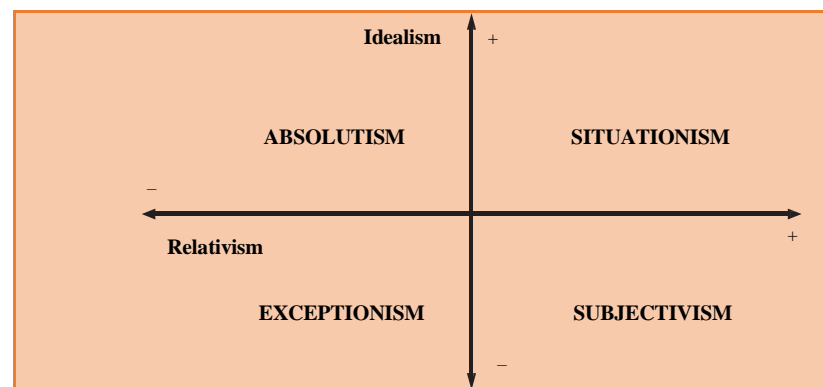 Idealism +
ABSOLUTISM SITUATIONISM
–
+
Relativism
EXCEPTIONISM SUBJECTIVISM
–